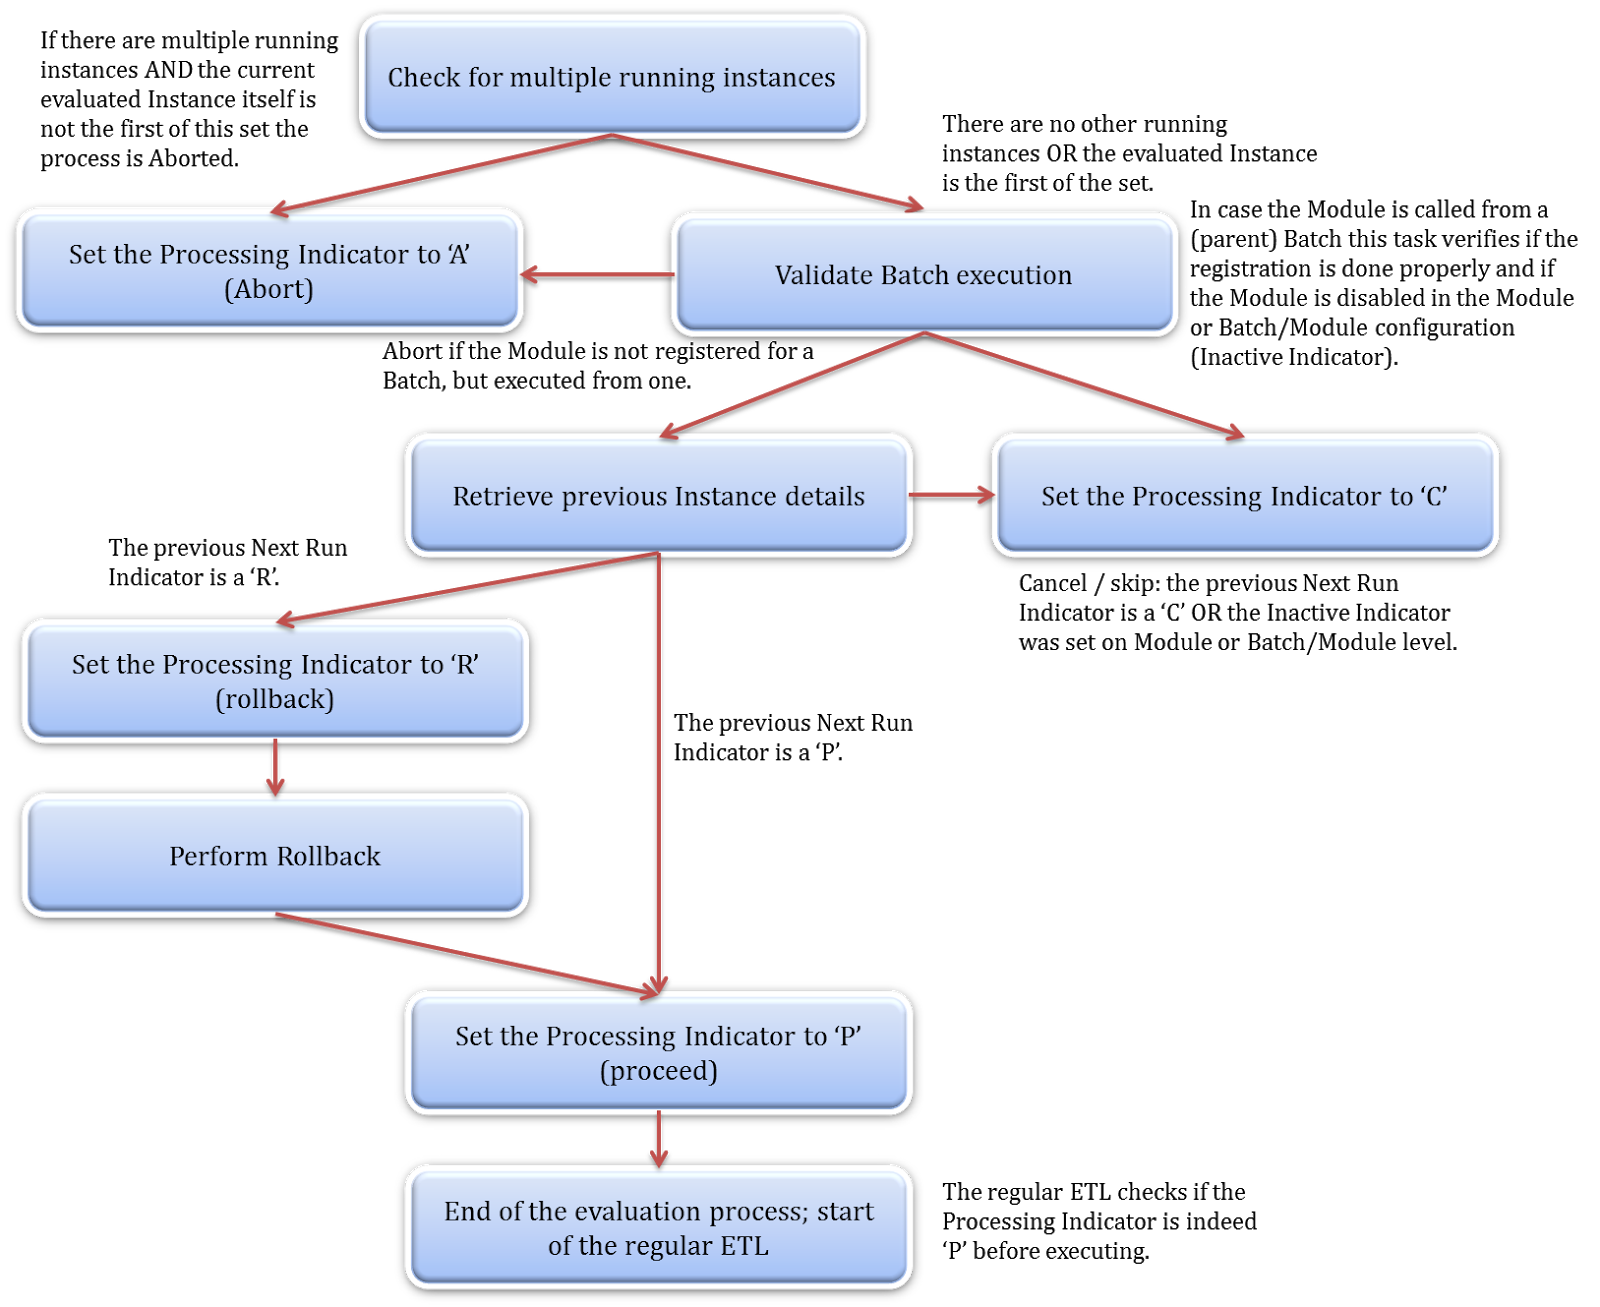 If there are multiple running
instances AND the current
evaluated Instance itself is
not the first of this set the
process is Aborted.
Check for multiple running instances
There are no other running
instances OR the evaluated Instance
is the first of the set.
Set the Processing Indicator to ‘A’
(Abort)
Validate Batch execution
In case the Module is called from a
(parent) Batch this task verifies if the
registration is done properly and if
the Module is disabled in the Module
or Batch/Module configuration
(Inactive Indicator).
Abort if the Module is not registered for a
Batch, but executed from one.
Retrieve previous Instance details
Set the Processing Indicator to ‘C’
The previous Next Run
Indicator is a ‘R’.
Cancel / skip: the previous Next Run
Indicator is a ‘C’ OR the Inactive Indicator
was set on Module or Batch/Module level.
Set the Processing Indicator to ‘R’
(rollback)
The previous Next Run
Indicator is a ‘P’.
Perform Rollback
Set the Processing Indicator to ‘P’
(proceed)
End of the evaluation process; start
of the regular ETL
The regular ETL checks if the
Processing Indicator is indeed
‘P’ before executing.